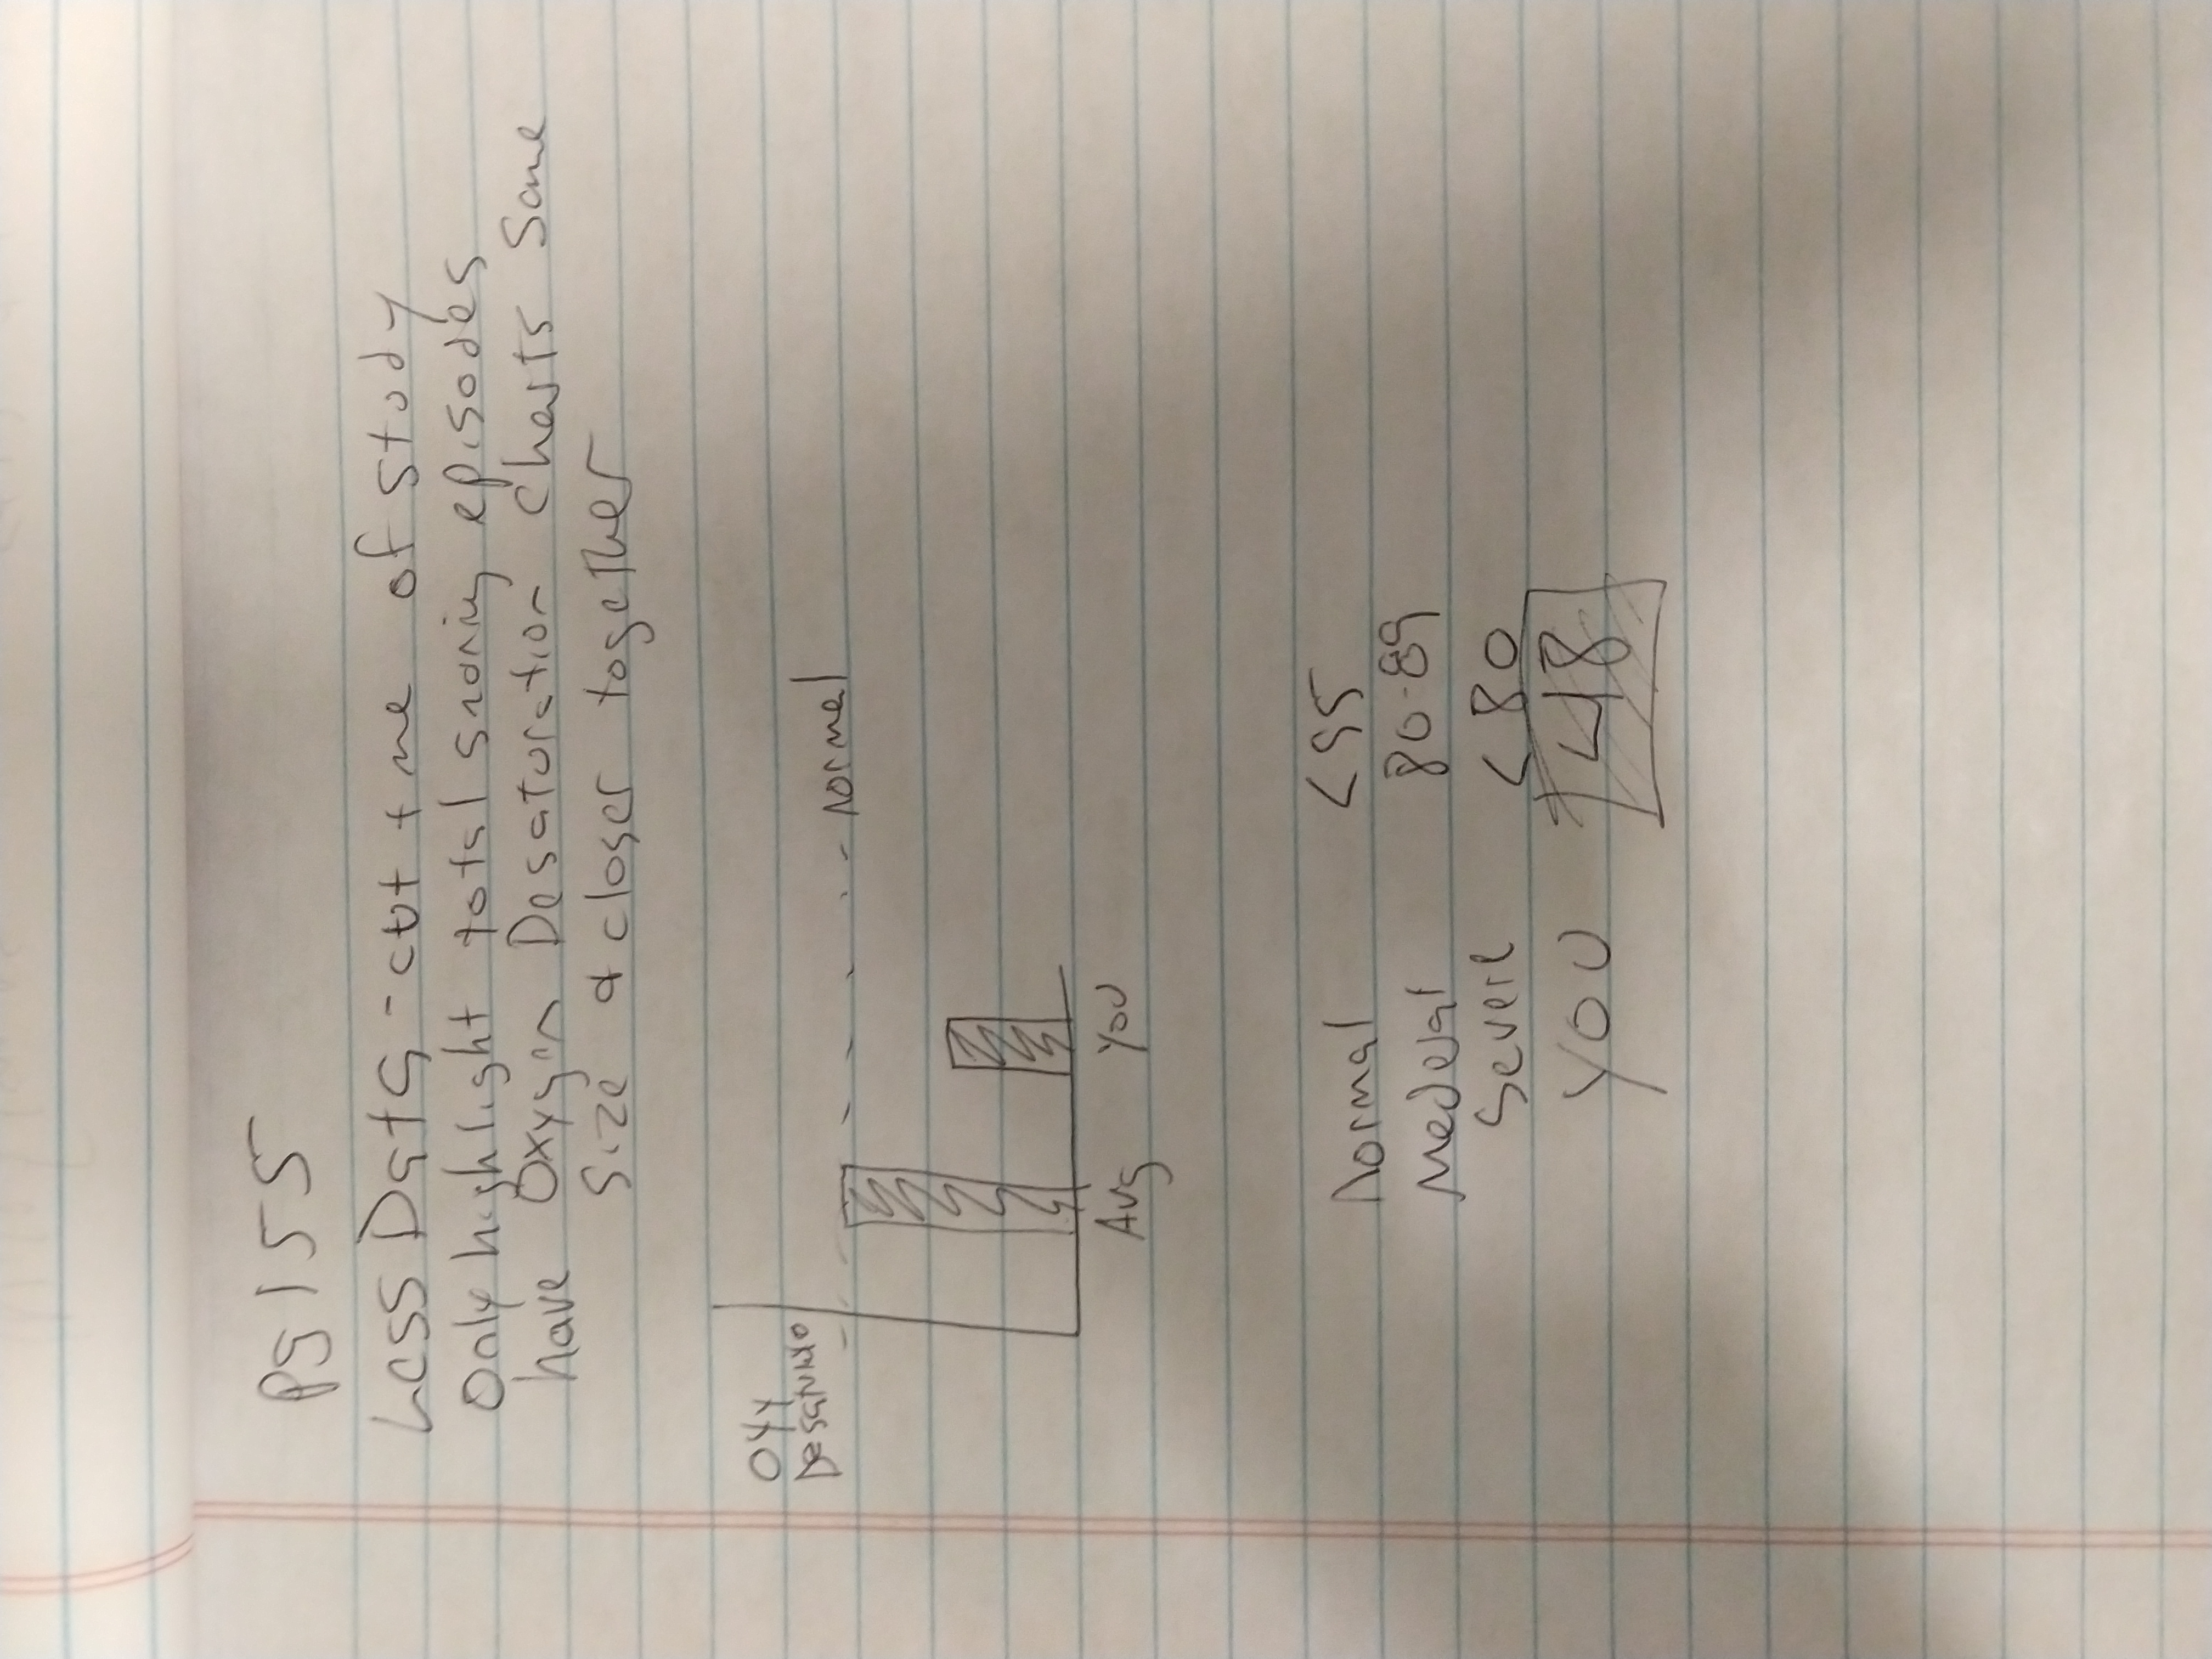 Pg 155
Less Data - cut time of study
Only highlight total snoring episodes
have Oxygen Desaturation Charts Same
Size & closer together
OXY
Desaturatio
normal
Avg You
Normal <95
80-89
Severe <80
YOU 48